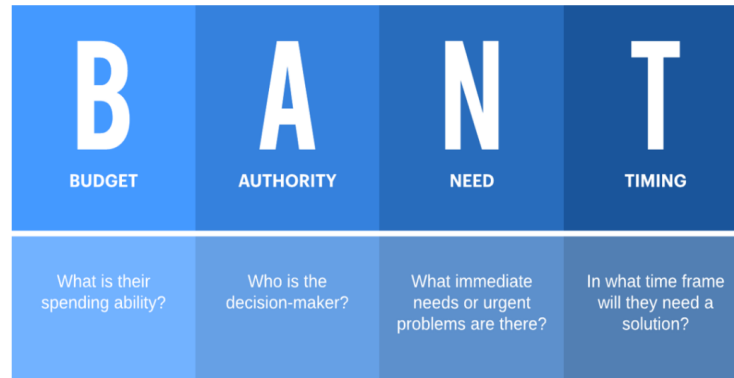 B
A
N
T
BUDGET
AUTHORITY
NEED
TIMING
What is their
spending ability?
Who is the
decision-maker?
What immediate
needs or urgent
problems are there?
In what time frame
will they need a
solution?